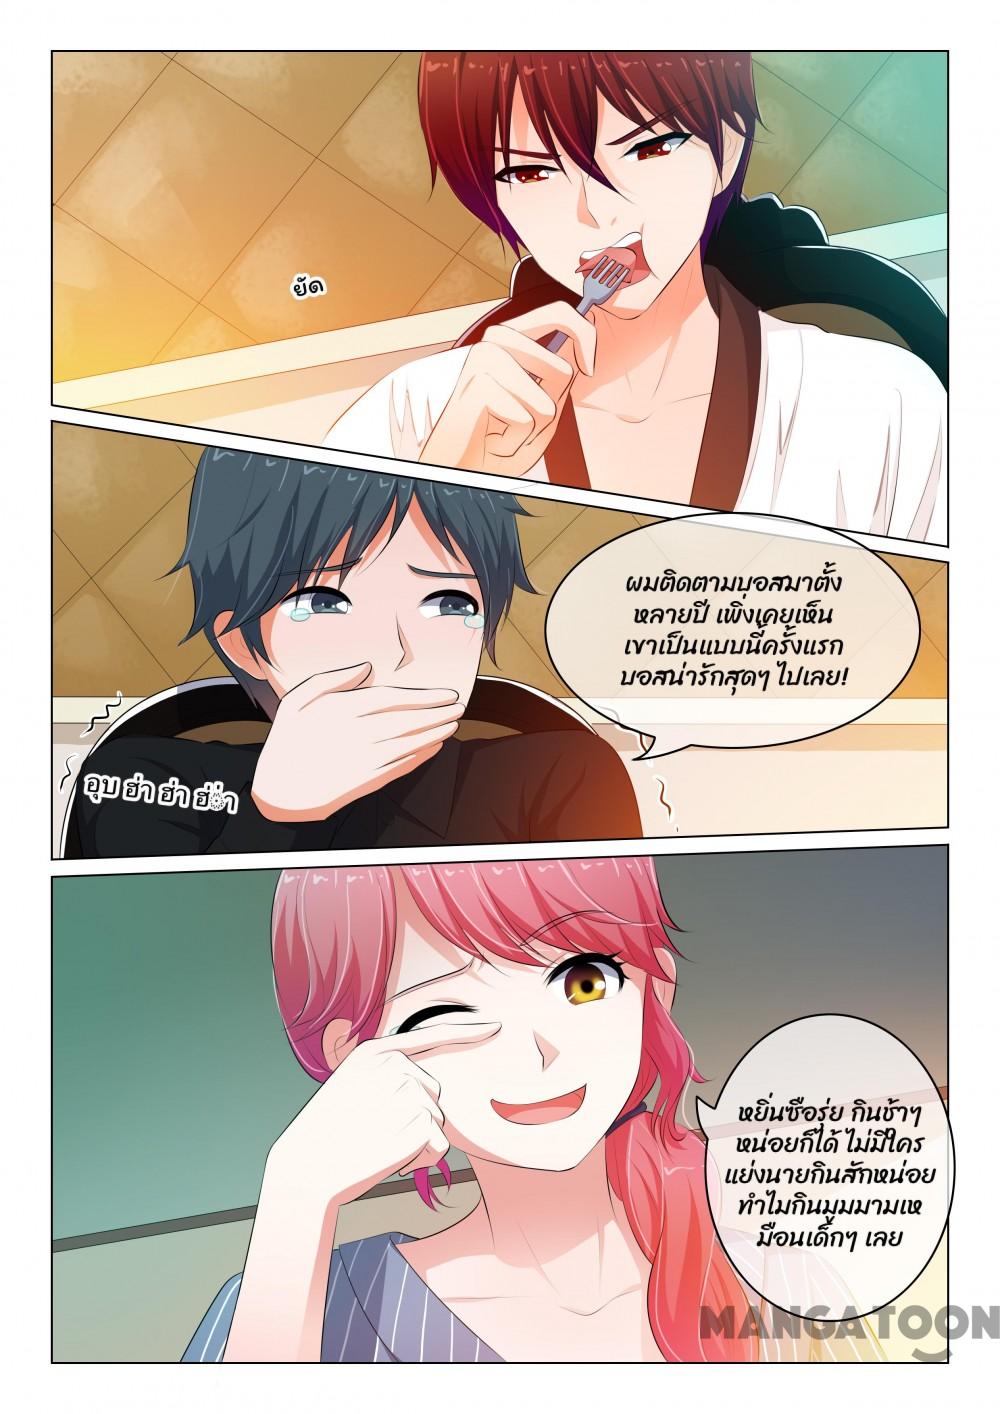 ยัด
ผมติดตามบอสมาตั้ง
หลายปี เพิ่งเคยเห็น
เขาเป็นแบบนี้ครั้งแรก
บอสน่ารักสุดๆ ไปเลย!
อุบ ฮ่า ฮ่า ฮ่่า
หยิ่นซือรุ่ย กินช้าๆ
หน่อยก็ได้ ไม่มีใคร
แย่งนายกินสักหน่อย
ทำไมกินมูมมามเห
มือนเด็กๆ เลย
MANGATOON